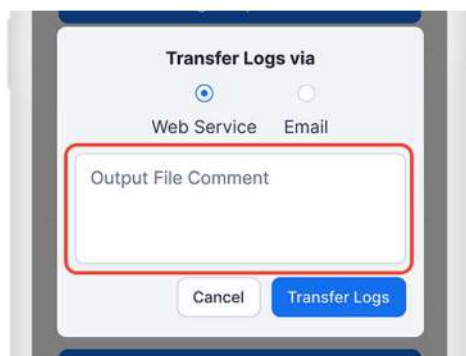 Transfer Logs via
Web Service Email
Output File Comment
Cancel Transfer Logs